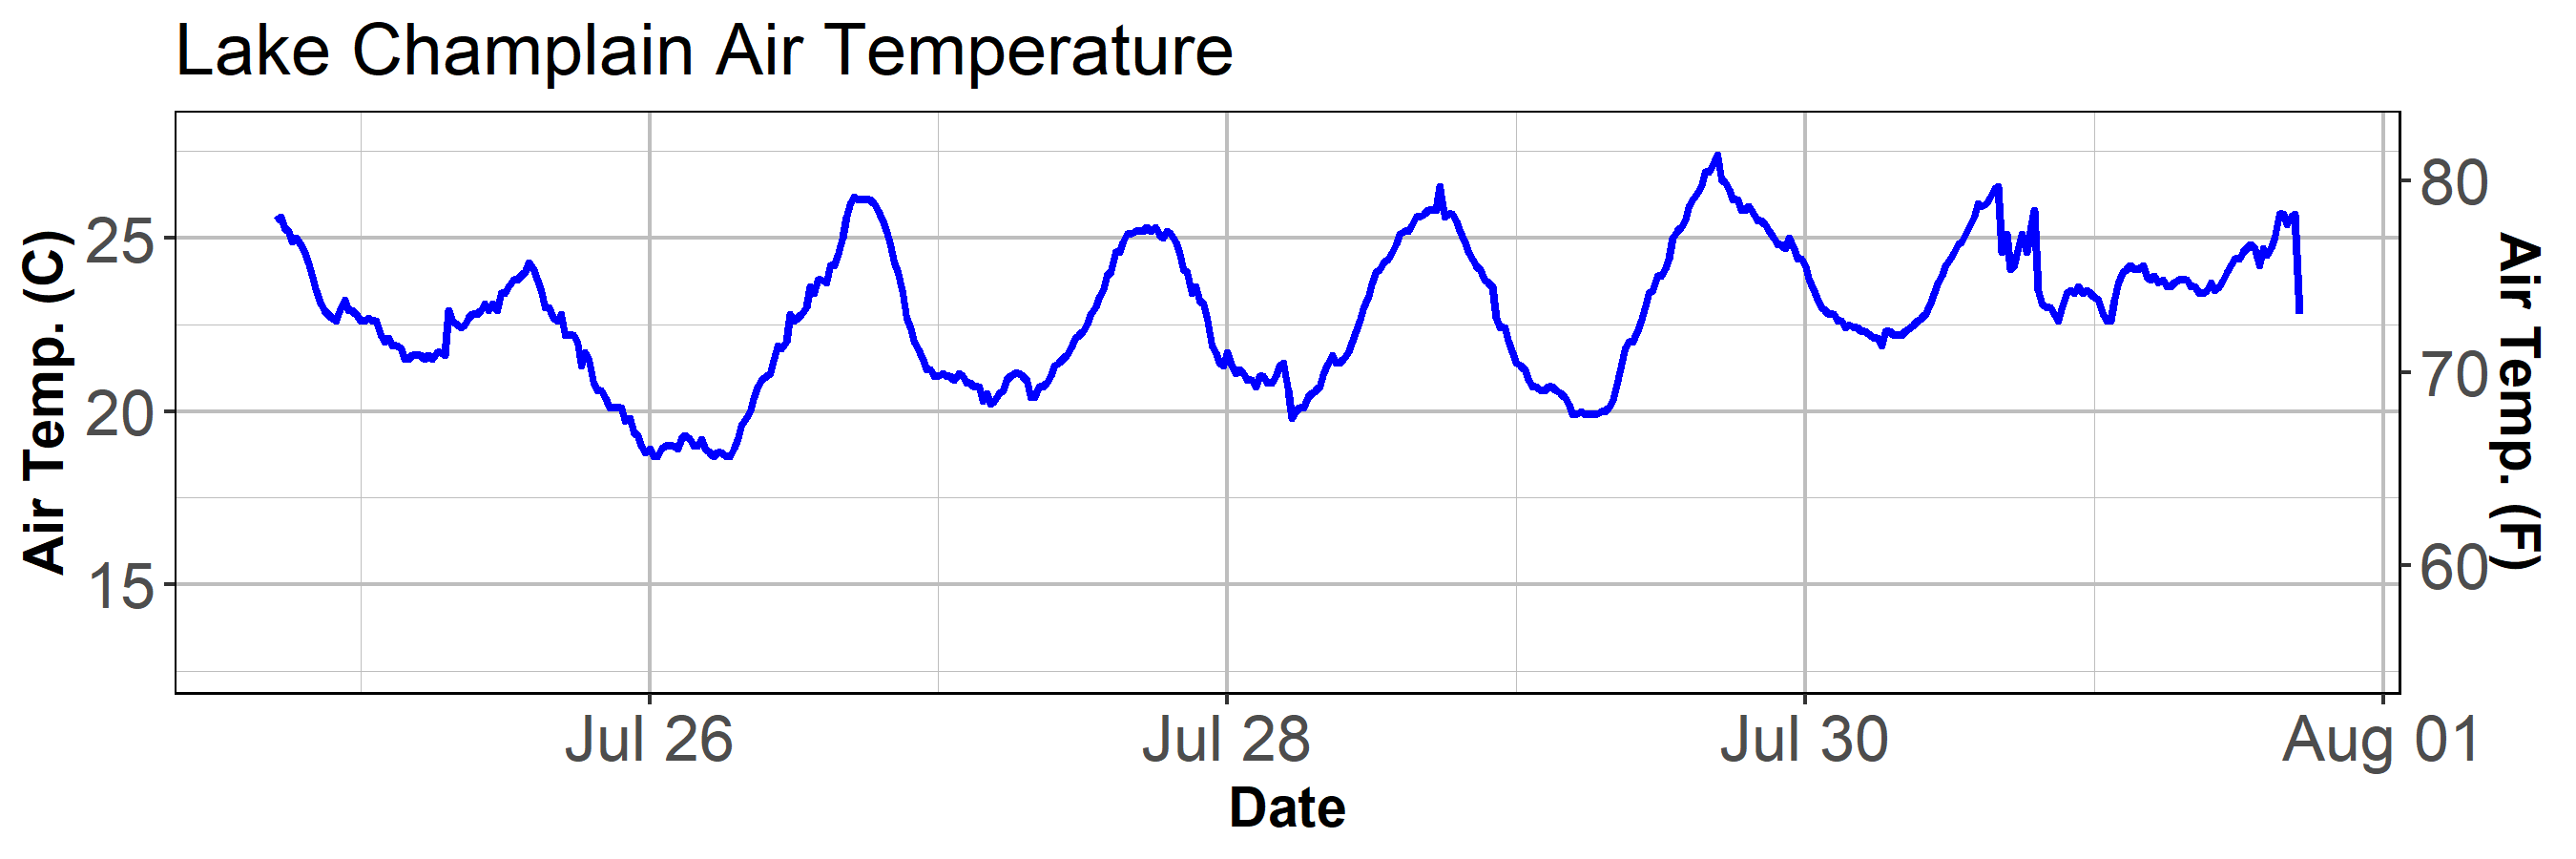 Lake Champlain Air Temperature
Air Temp. (C)
25
20
15
80
70
60
Air Temp. (F)
Jul 26
Jul 28
Jul 30
Aug 01
Date